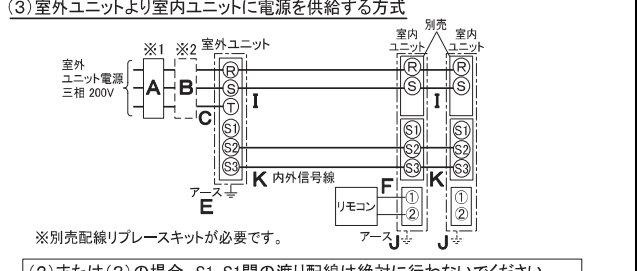 (3)室外ユニットより室内ユニットに電源を供給する方式
※1 ※2 室外ユニット
室内ユニット
別売
室内ユニット
室外
ユニット電源
三相 200V
A
B
C
R
S
T
S1
S2
S3
I
R
S
S1
S2
S3
①
②
I
R
S
S1
S2
S3
①
②
K 内外信号線
F
K
リモコン
アース
E
アース
J
J
※別売配線リプレースキットが必要です。
(2)または(3)の場合、S1-S1間の渡り配線は絶対に行わないでください。